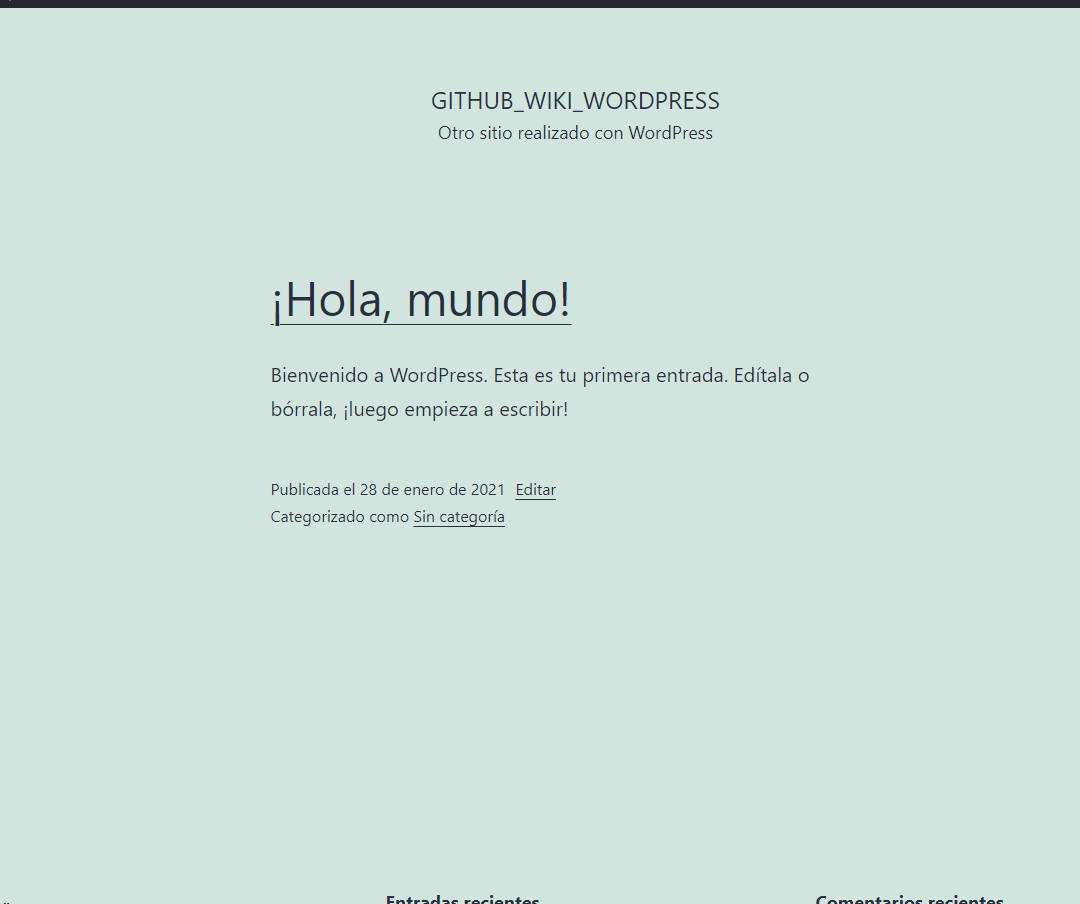 GITHUB_WIKI_WORDPRESS
Otro sitio realizado con WordPress
¡Hola, mundo!
Bienvenido a WordPress. Esta es tu primera entrada. Edítala o
bórrala, ¡luego empieza a escribir!
Publicada el 28 de enero de 2021 Editar
Categorizado como Sin categoría
Entradas recientes
Comentarios recientes